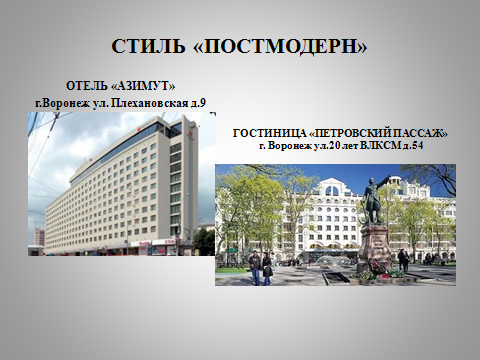 СТИЛЬ «ПОСТМОДЕРН»
ОТЕЛЬ «АЗИМУТ»
г.Воронеж ул. Плехановская д.9
ГОСТИНИЦА «ПЕТРОВСКИЙ ПАССАЖ»
г. Воронеж ул.20 лет ВЛКСМ д.54